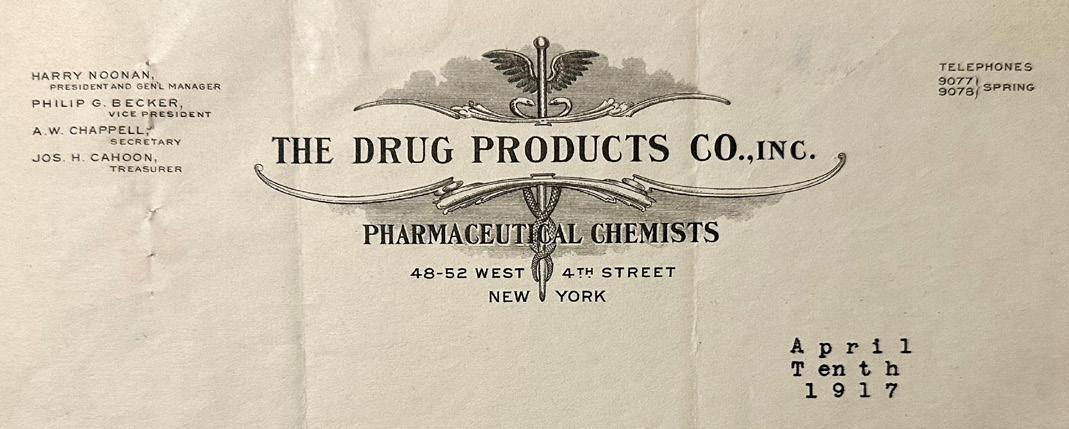 HARRY NOONAN,
PRESIDENT AND GEN'L MANAGER
PHILIP G. BECKER,
VICE PRESIDENT
A.W. CHAPPELL,
SECRETARY
JOS. H. CAHOON,
TREASURER
THE DRUG PRODUCTS CO., INC.
PHARMACEUTICAL CHEMISTS
48-52 WEST 4TH STREET
NEW YORK
TELEPHONES
9077
9078 SPRING
April
Tenth
1917